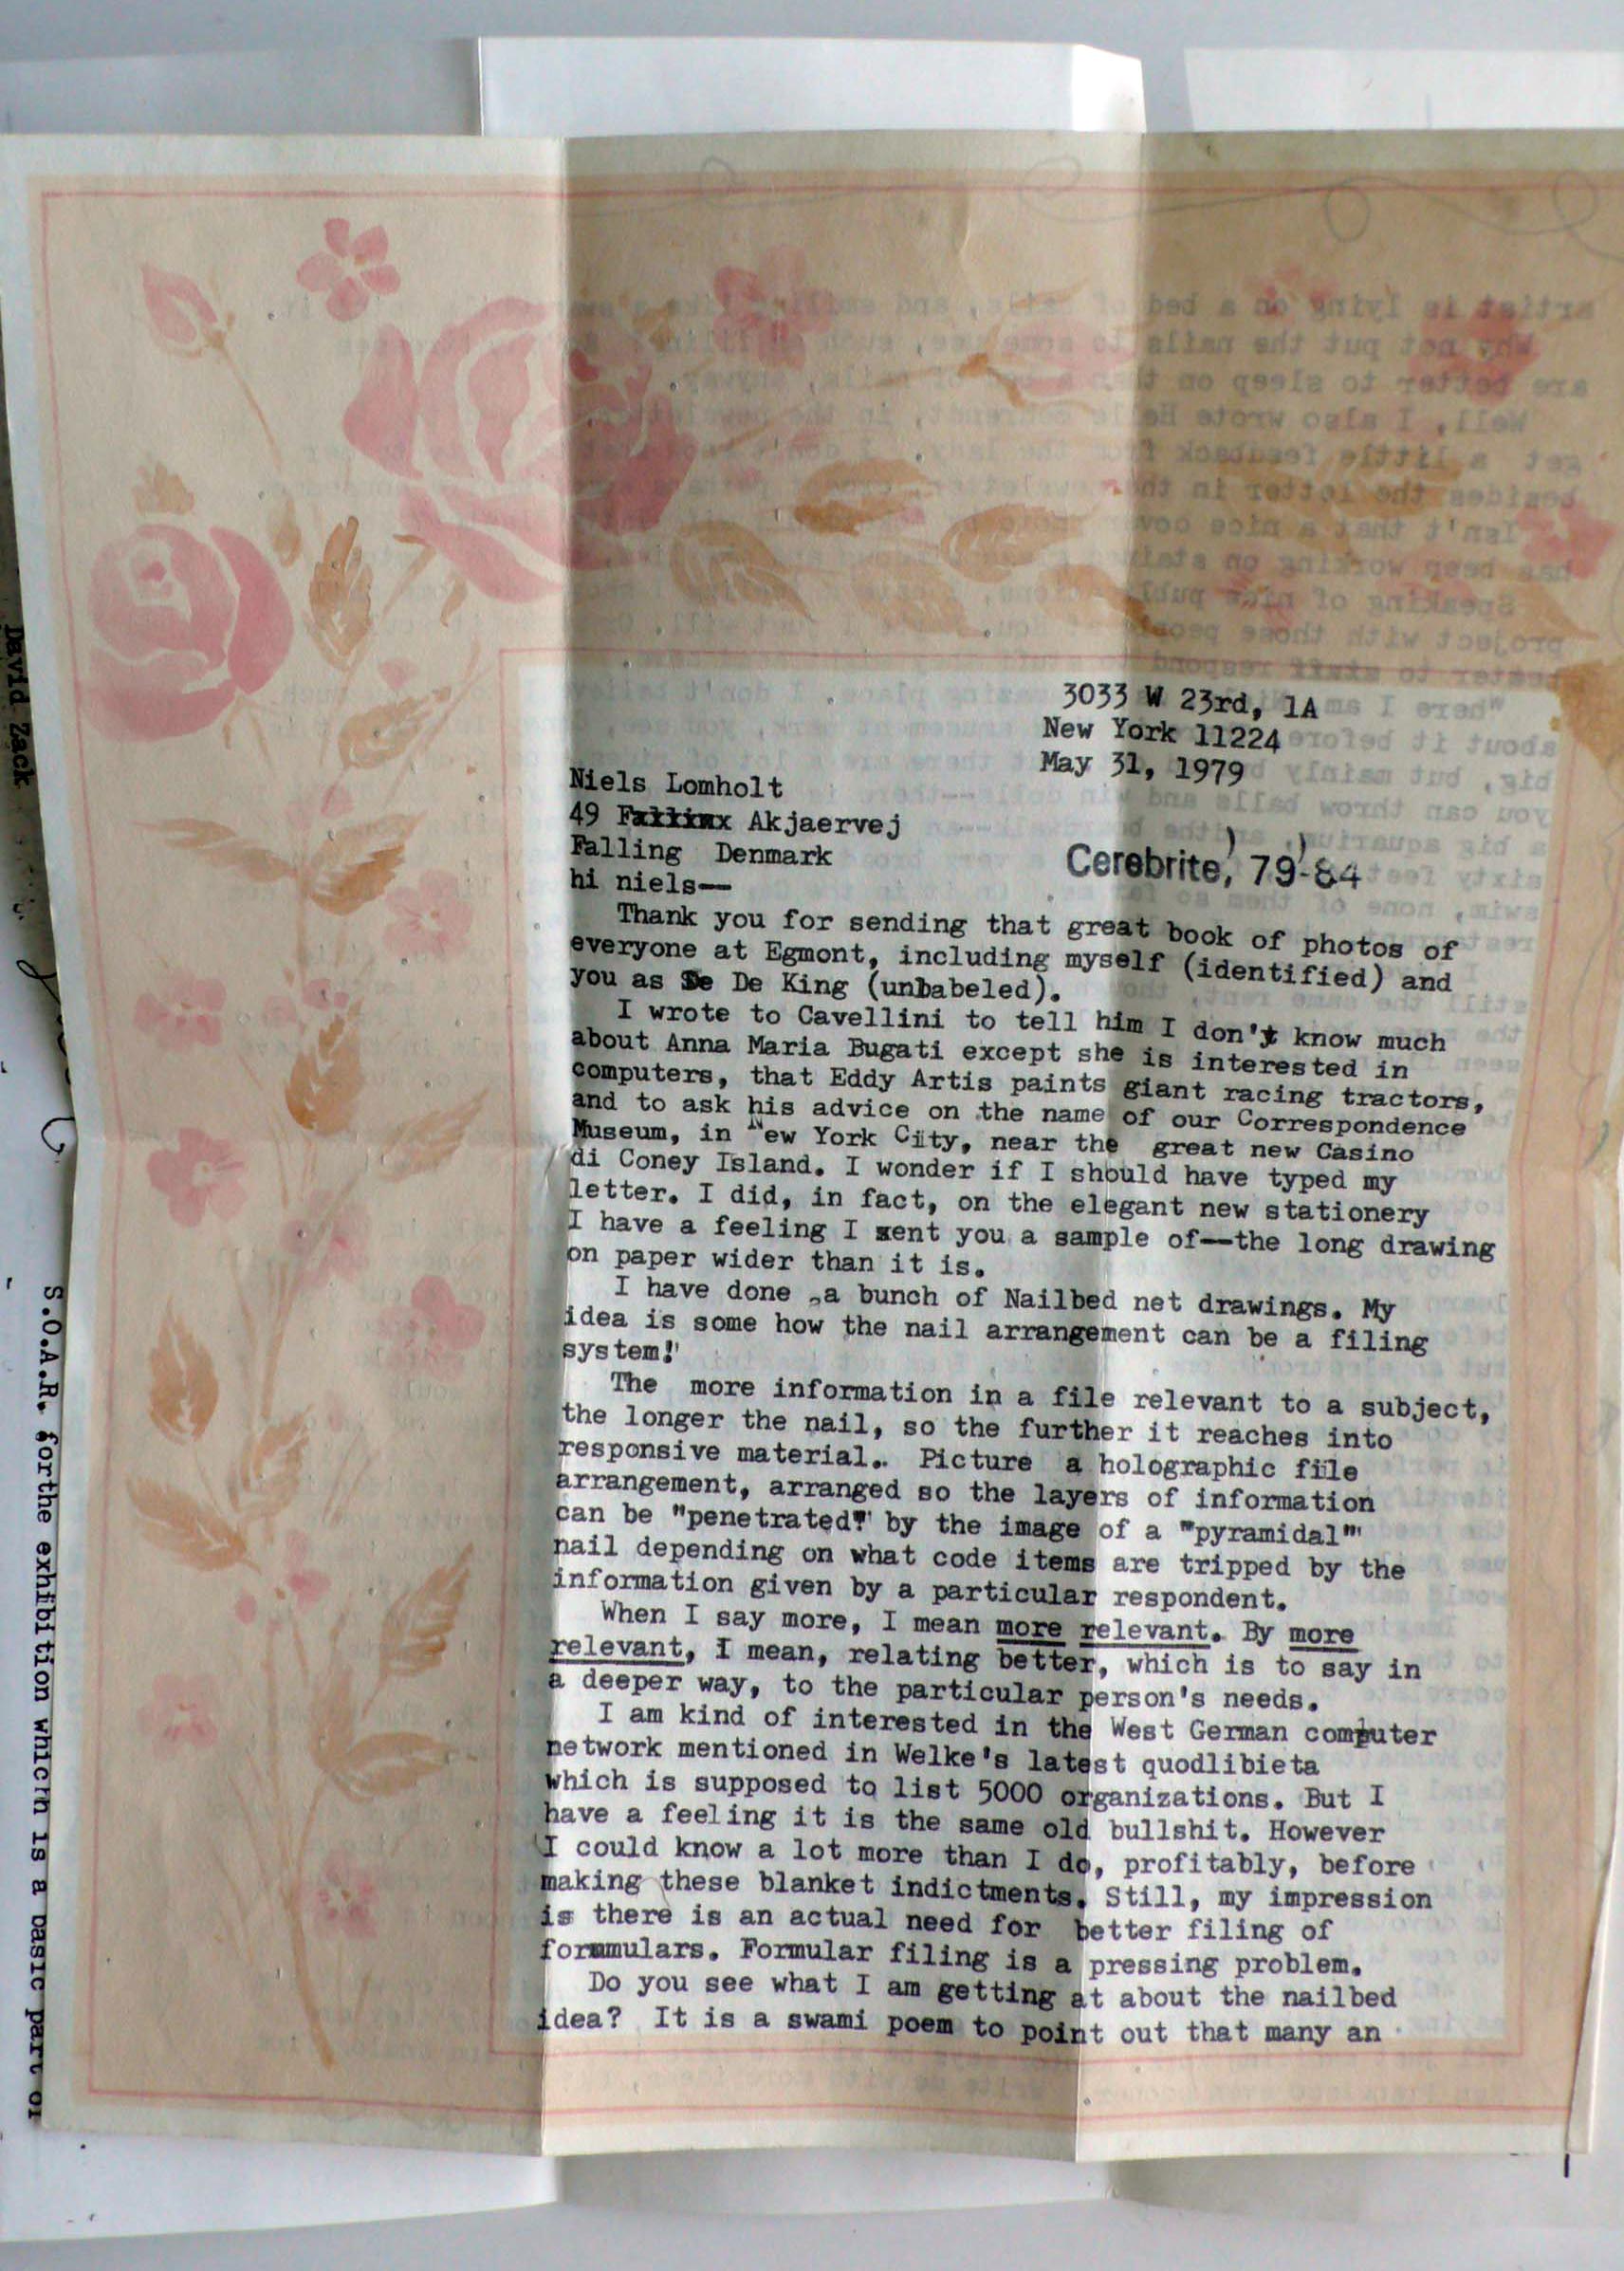 3033 W 23rd, 1A
New York 11224
May 31, 1979
Niels Lomholt
49 Akjaervej
Falling Denmark
Cerebrite, 79-84
hi niels--
Thank you for sending that great book of photos of
everyone at Egmont, including myself (identified) and
you as De De King (unbabeled).
I wrote to Cavellini to tell him I don't know much
about Anna Maria Bugati except she is interested in
computers, that Eddy Artis paints giant racing tractors,
and to ask his advice on the name of our Correspondence
Museum, in New York City, near the great new Casino
di Coney Island. I wonder if I should have typed my
letter. I did, in fact, on the elegant new stationery
I have a feeling I sent you a sample of--the long drawing
on paper wider than it is.
I have done a bunch of Nailbed net drawings. My
idea is some how the nail arrangement can be a filing
system!
The more information in a file relevant to a subject,
the longer the nail, so the further it reaches into
responsive material.. Picture a holographic file
arrangement, arranged so the layers of information
can be "penetrated" by the image of a "pyramidal"
nail depending on what code items are tripped by the
information given by a particular respondent.
When I say more, I mean more relevant. By more
relevant, I mean, relating better, which is to say in
a deeper way, to the particular person's needs.
I am kind of interested in the West German computer
network mentioned in Welke's latest quodlibieta
which is supposed to list 5000 organizations. But I
have a feeling it is the same old bullshit. However
I could know a lot more than I do, profitably, before
making these blanket indictments. Still, my impression
is there is an actual need for better filing of
formmulars. Formular filing is a pressing problem.
Do you see what I am getting at about the nailbed
idea? It is a swami poem to point out that many an
David Zack
S.O.A.R. forthe exhibition which is a basic part of